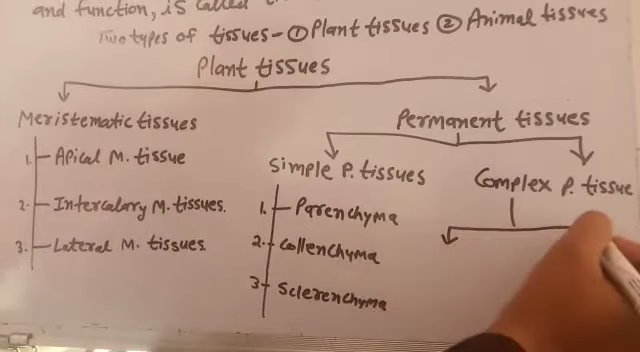 and function, is called
Two types of tissues - ① Plant tissues ② Animal tissues
Plant tissues
Meristematic tissues
1. Apical M. tissue
2. Intercalary M. tissues.
3. Lateral M. tissues
Permanent tissues
Simple P. tissues
1. Parenchyma
2. Collenchyma
3. Sclerenchyma
Complex P. tissue